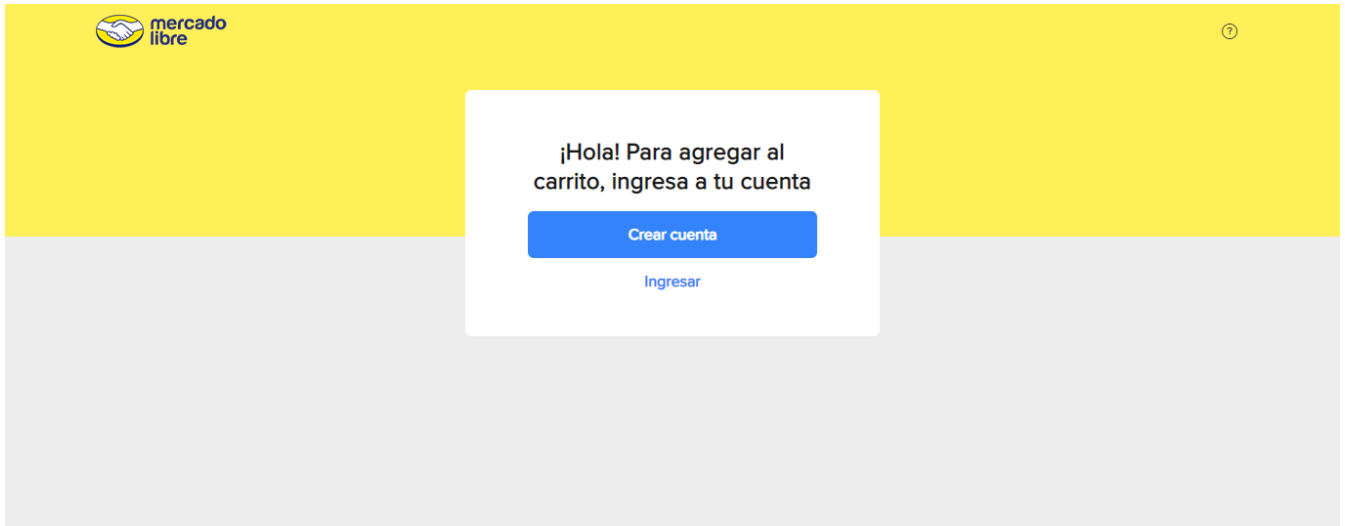 mercado
libre
?
¡Hola! Para agregar al
carrito, ingresa a tu cuenta
Crear cuenta
Ingresar